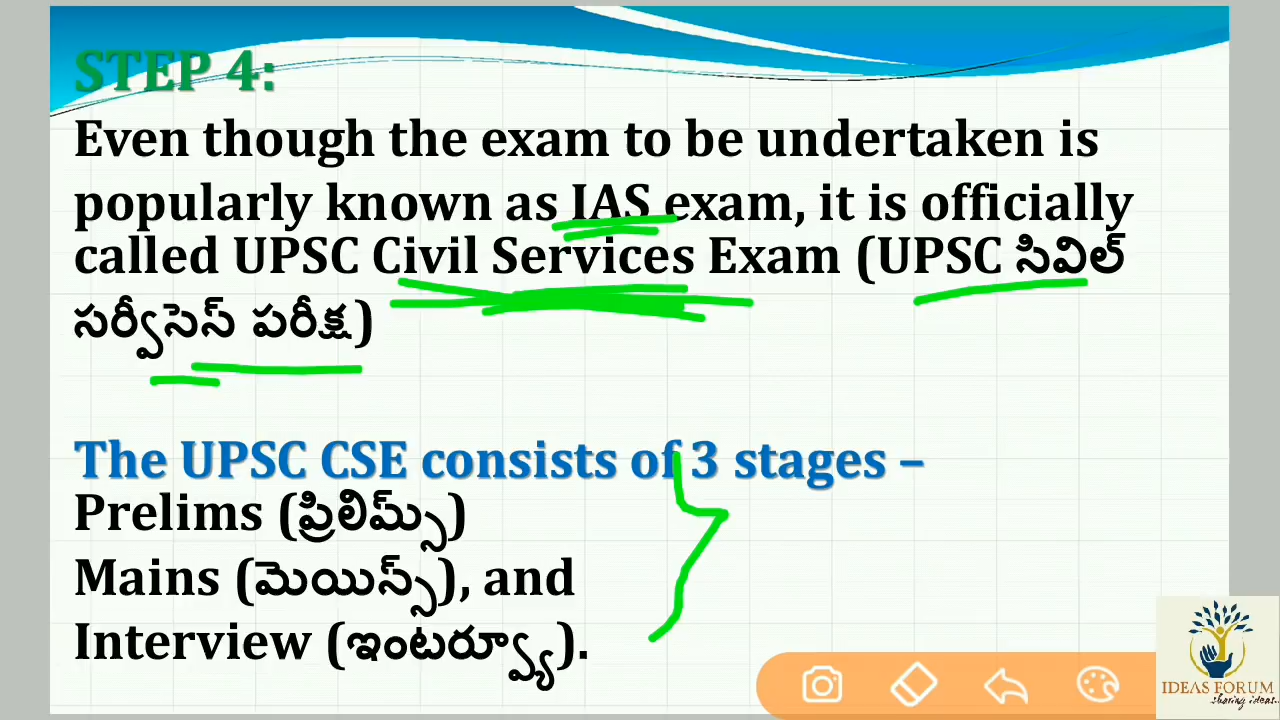 STEP 4:
Even though the exam to be undertaken is
popularly known as IAS exam, it is officially
called UPSC Civil Services Exam (UPSC సివిల్
సర్వీసెస్ పరీక్ష)
The UPSC CSE consists of 3 stages –
Prelims (ప్రిలిమ్స్)
Mains (మెయిన్స్), and
Interview (ఇంటర్వ్యూ).
IDEAS FORUM
sharing ideas